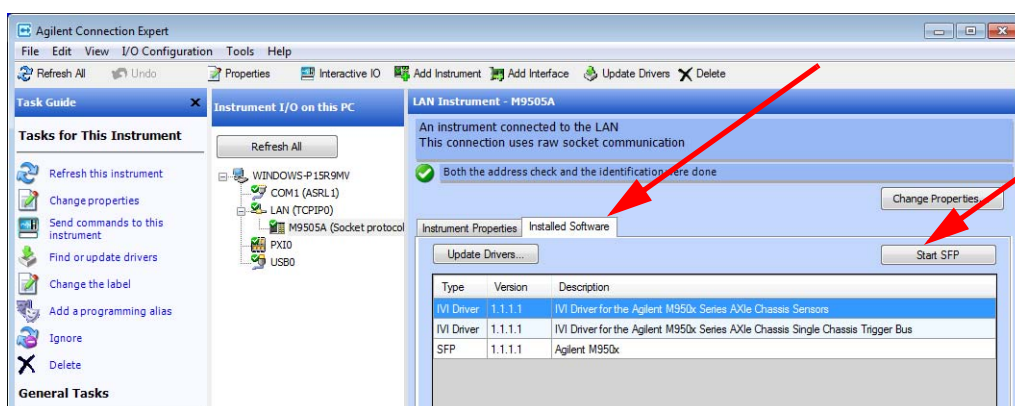 Agilent Connection Expert
File Edit View I/O Configuration Tools Help
Refresh All Undo Properties Interactive IO Add Instrument Add Interface Update Drivers Delete
Task Guide
Tasks for This Instrument
Refresh this instrument
Change properties
Send commands to this
instrument
Find or update drivers
Change the label
Add a programming alias
Ignore
Delete
General Tasks
Instrument I/O on this PC
Refresh All
WINDOWS-P15R9MV
COM1 (ASRL1)
LAN (TCPIP0)
M9505A (Socket protocol
PXI0
USB0
LAN Instrument - M9505A
An instrument connected to the LAN
This connection uses raw socket communication
Both the address check and the identification were done
Change Properties...
Instrument Properties Installed Software
Update Drivers... Start SFP
Type Version Description
IVI Driver 1.1.1.1 IVI Driver for the Agilent M950x Series AXIe Chassis Sensors
IVI Driver 1.1.1.1 IVI Driver for the Agilent M950x Series AXIe Chassis Single Chassis Trigger Bus
SFP 1.1.1.1 Agilent M950x